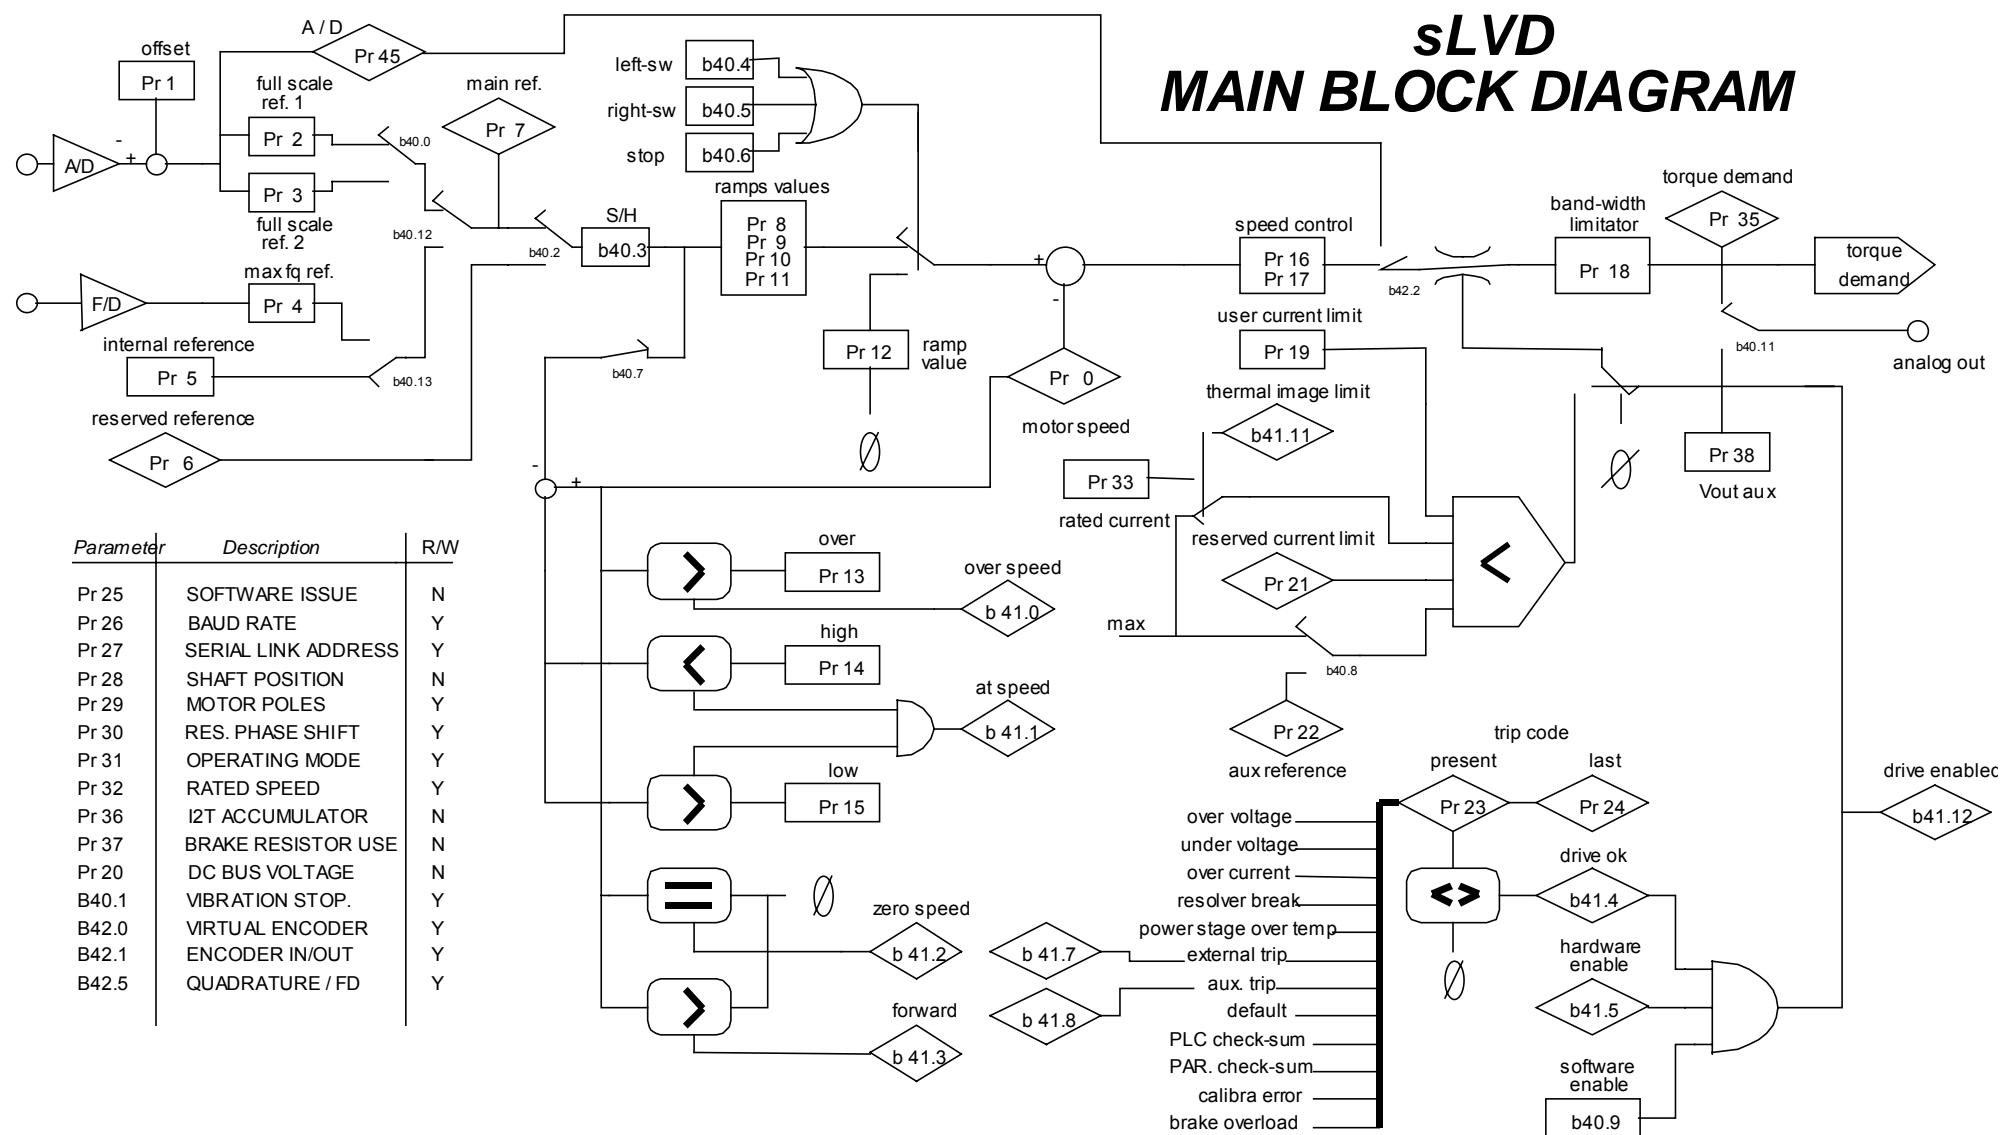 sLVD
MAIN BLOCK DIAGRAM
offset
Pr 1
A / D
Pr 45
full scale
ref. 1
Pr 2
Pr 3
full scale
ref. 2
A/D
-
+
b40.0
b40.12
main ref.
Pr 7
b40.2
left-sw
b40.4
right-sw
b40.5
stop
b40.6
S/H
b40.3
ramps values
Pr 8
Pr 9
Pr 10
Pr 11
max fq ref.
F/D
Pr 4
internal reference
Pr 5
b40.13
reserved reference
Pr 6
b40.7
Pr 12
ramp
value
Ø
+
-
Pr 0
motor speed
speed control
Pr 16
Pr 17
b42.2
band-width
limitator
Pr 18
torque demand
Pr 35
torque
demand
b40.11
analog out
user current limit
Pr 19
thermal image limit
b41.11
Pr 33
rated current
reserved current limit
Pr 21
<
max
b40.8
Pr 22
aux reference
Ø
Pr 38
Vout aux
-
+
over
>
Pr 13
over speed
b 41.0
high
<
Pr 14
at speed
b 41.1
low
>
Pr 15
=
Ø
zero speed
b 41.2
>
forward
b 41.3
Parameter Description R/W
Pr 25 SOFTWARE ISSUE N
Pr 26 BAUD RATE Y
Pr 27 SERIAL LINK ADDRESS Y
Pr 28 SHAFT POSITION N
Pr 29 MOTOR POLES Y
Pr 30 RES. PHASE SHIFT Y
Pr 31 OPERATING MODE Y
Pr 32 RATED SPEED Y
Pr 36 I2T ACCUMULATOR N
Pr 37 BRAKE RESISTOR USE N
Pr 20 DC BUS VOLTAGE N
B40.1 VIBRATION STOP. Y
B42.0 VIRTUAL ENCODER Y
B42.1 ENCODER IN/OUT Y
B42.5 QUADRATURE / FD Y
trip code
present
last
Pr 23
Pr 24
over voltage
under voltage
over current
resolver break
power stage over temp
b 41.7
external trip
b 41.8
aux. trip
default
PLC check-sum
PAR. check-sum
calibra error
brake overload
< >
Ø
drive ok
b41.4
hardware
enable
b41.5
software
enable
b40.9
drive enabled
b41.12